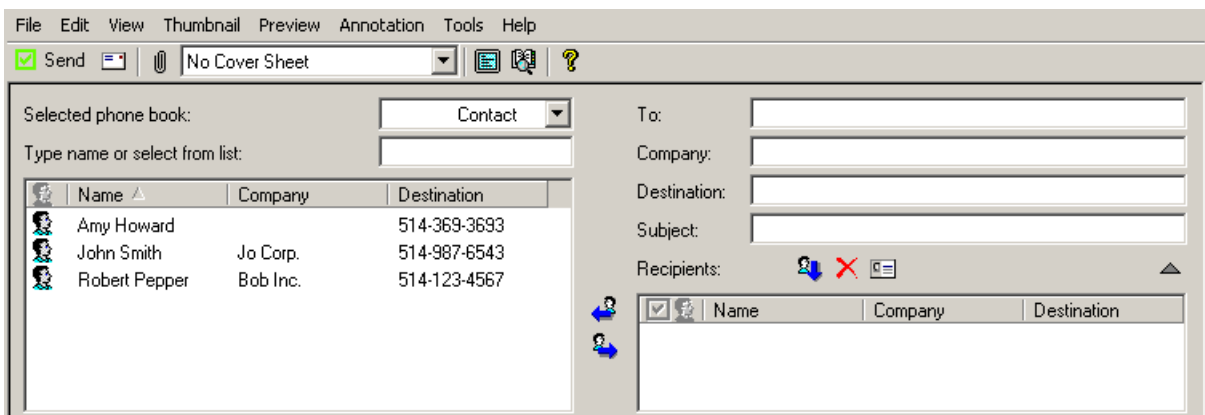 File Edit View Thumbnail Preview Annotation Tools Help
Send No Cover Sheet
Selected phone book: Contact
Type name or select from list:
Name Company Destination
Amy Howard 514-369-3693
John Smith Jo Corp. 514-987-6543
Robert Pepper Bob Inc. 514-123-4567
To:
Company:
Destination:
Subject:
Recipients:
Name Company Destination